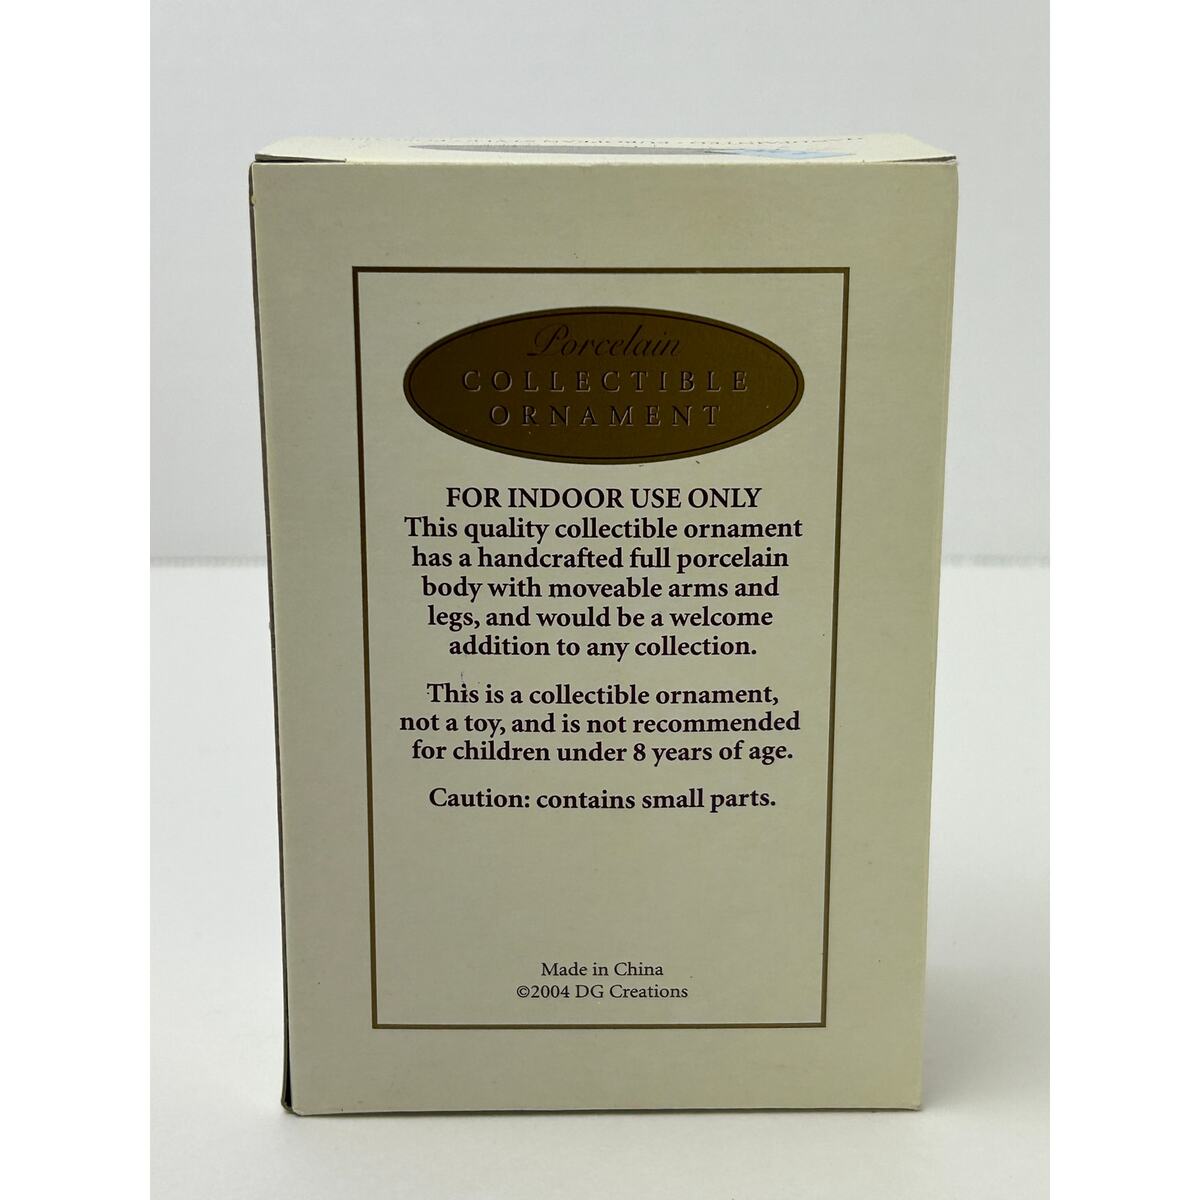 Porcelain
COLLECTIBLE
ORNAMENT
FOR INDOOR USE ONLY
This quality collectible ornament
has a handcrafted full porcelain
body with moveable arms and
legs, and would be a welcome
addition to any collection.
This is a collectible ornament,
not a toy, and is not recommended
for children under 8 years of age.
Caution: contains small parts.
Made in China
©2004 DG Creations